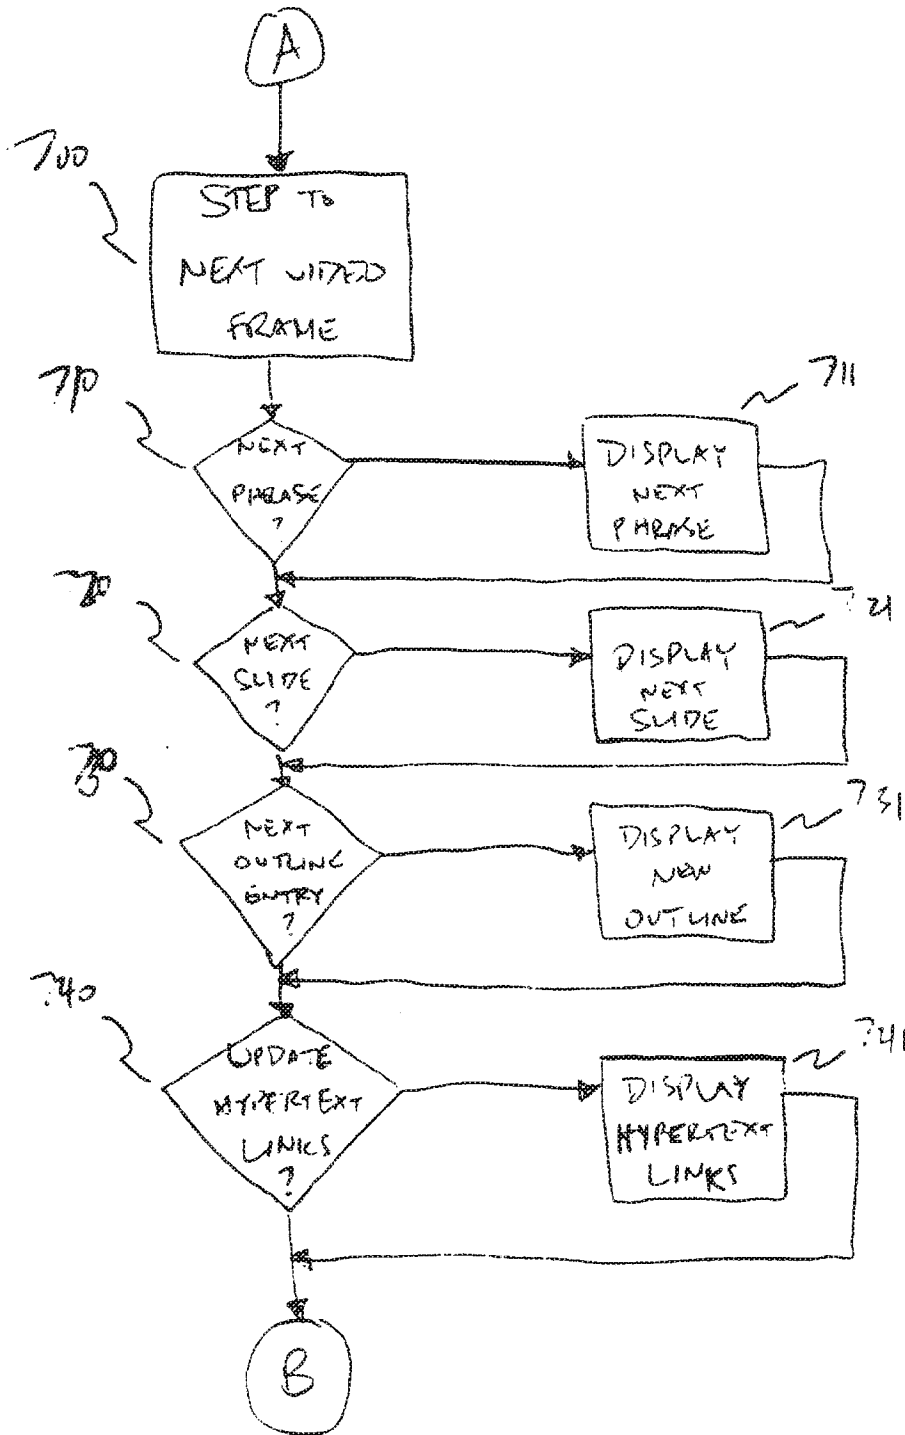 A
700
STEP TO
NEXT VIDEO
FRAME
710
NEXT
PHRASE
?
711
DISPLAY
NEXT
PHRASE
720
NEXT
SLIDE
?
721
DISPLAY
NEXT
SLIDE
730
NEXT
OUTLINE
ENTRY
?
731
DISPLAY
NEW
OUTLINE
740
UPDATE
HYPERTEXT
LINKS
?
741
DISPLAY
HYPERTEXT
LINKS
B